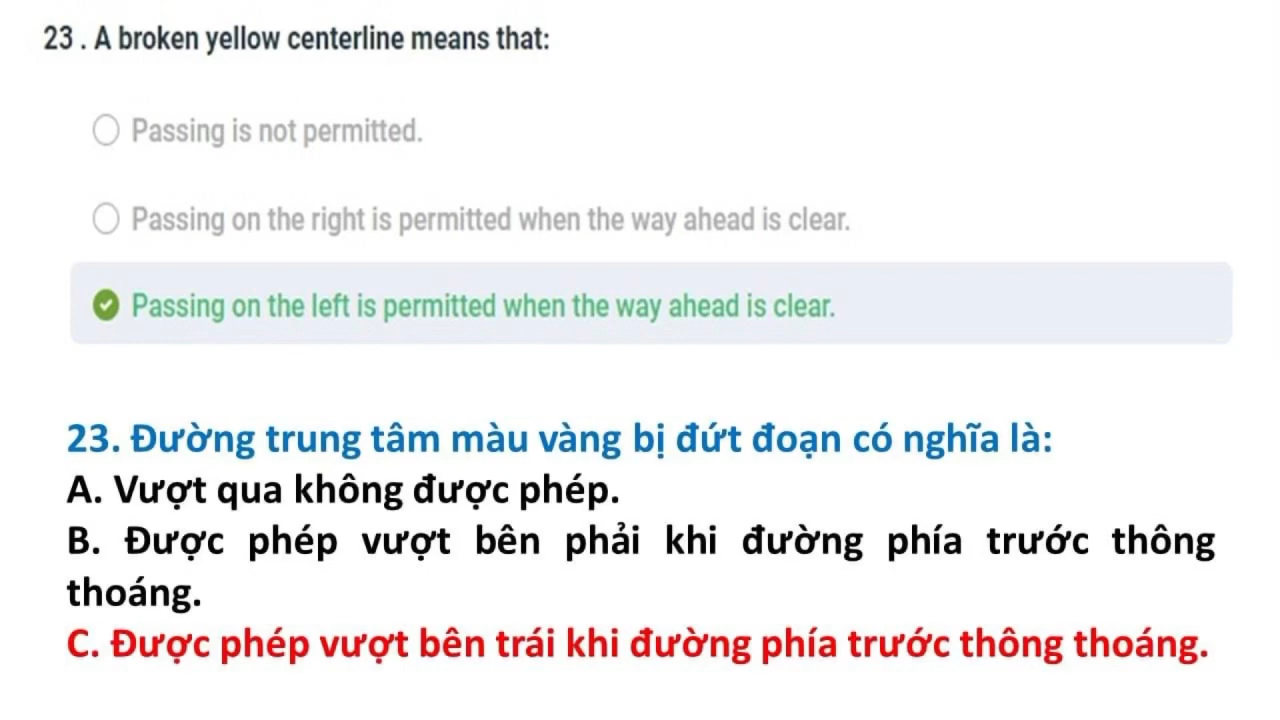 23 . A broken yellow centerline means that:
Passing is not permitted.
Passing on the right is permitted when the way ahead is clear.
Passing on the left is permitted when the way ahead is clear.
23. Đường trung tâm màu vàng bị đứt đoạn có nghĩa là:
A. Vượt qua không được phép.
B. Được phép vượt bên phải khi đường phía trước thông
thoáng.
C. Được phép vượt bên trái khi đường phía trước thông thoáng.